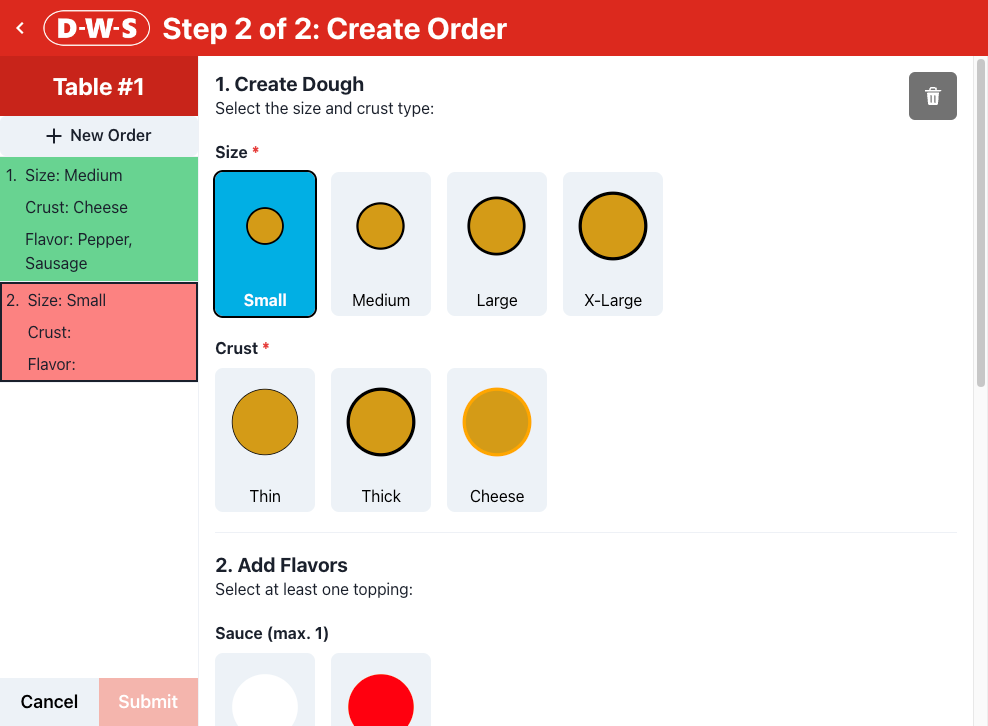 D-W-S Step 2 of 2: Create Order
Table #1
New Order
1. Size: Medium
Crust: Cheese
Flavor: Pepper,
Sausage
2. Size: Small
Crust:
Flavor:
Cancel
Submit
1. Create Dough
Select the size and crust type:
Size *
Small
Medium
Large
X-Large
Crust *
Thin
Thick
Cheese
2. Add Flavors
Select at least one topping:
Sauce (max. 1)